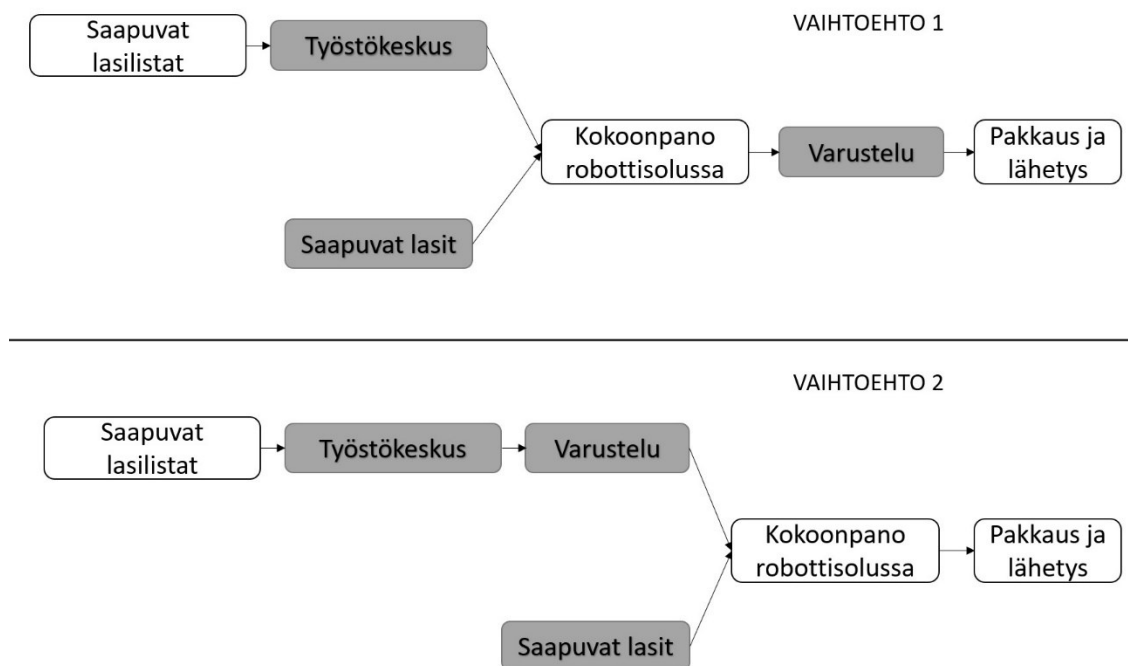 VAIHTOEHTO 1
Saapuvat
lasilistat
Työstökeskus
Kokoonpano
robottisolussa
Varustelu
Pakkaus ja
lähetys
Saapuvat lasit
VAIHTOEHTO 2
Saapuvat
lasilistat
Työstökeskus
Varustelu
Kokoonpano
robottisolussa
Pakkaus ja
lähetys
Saapuvat lasit